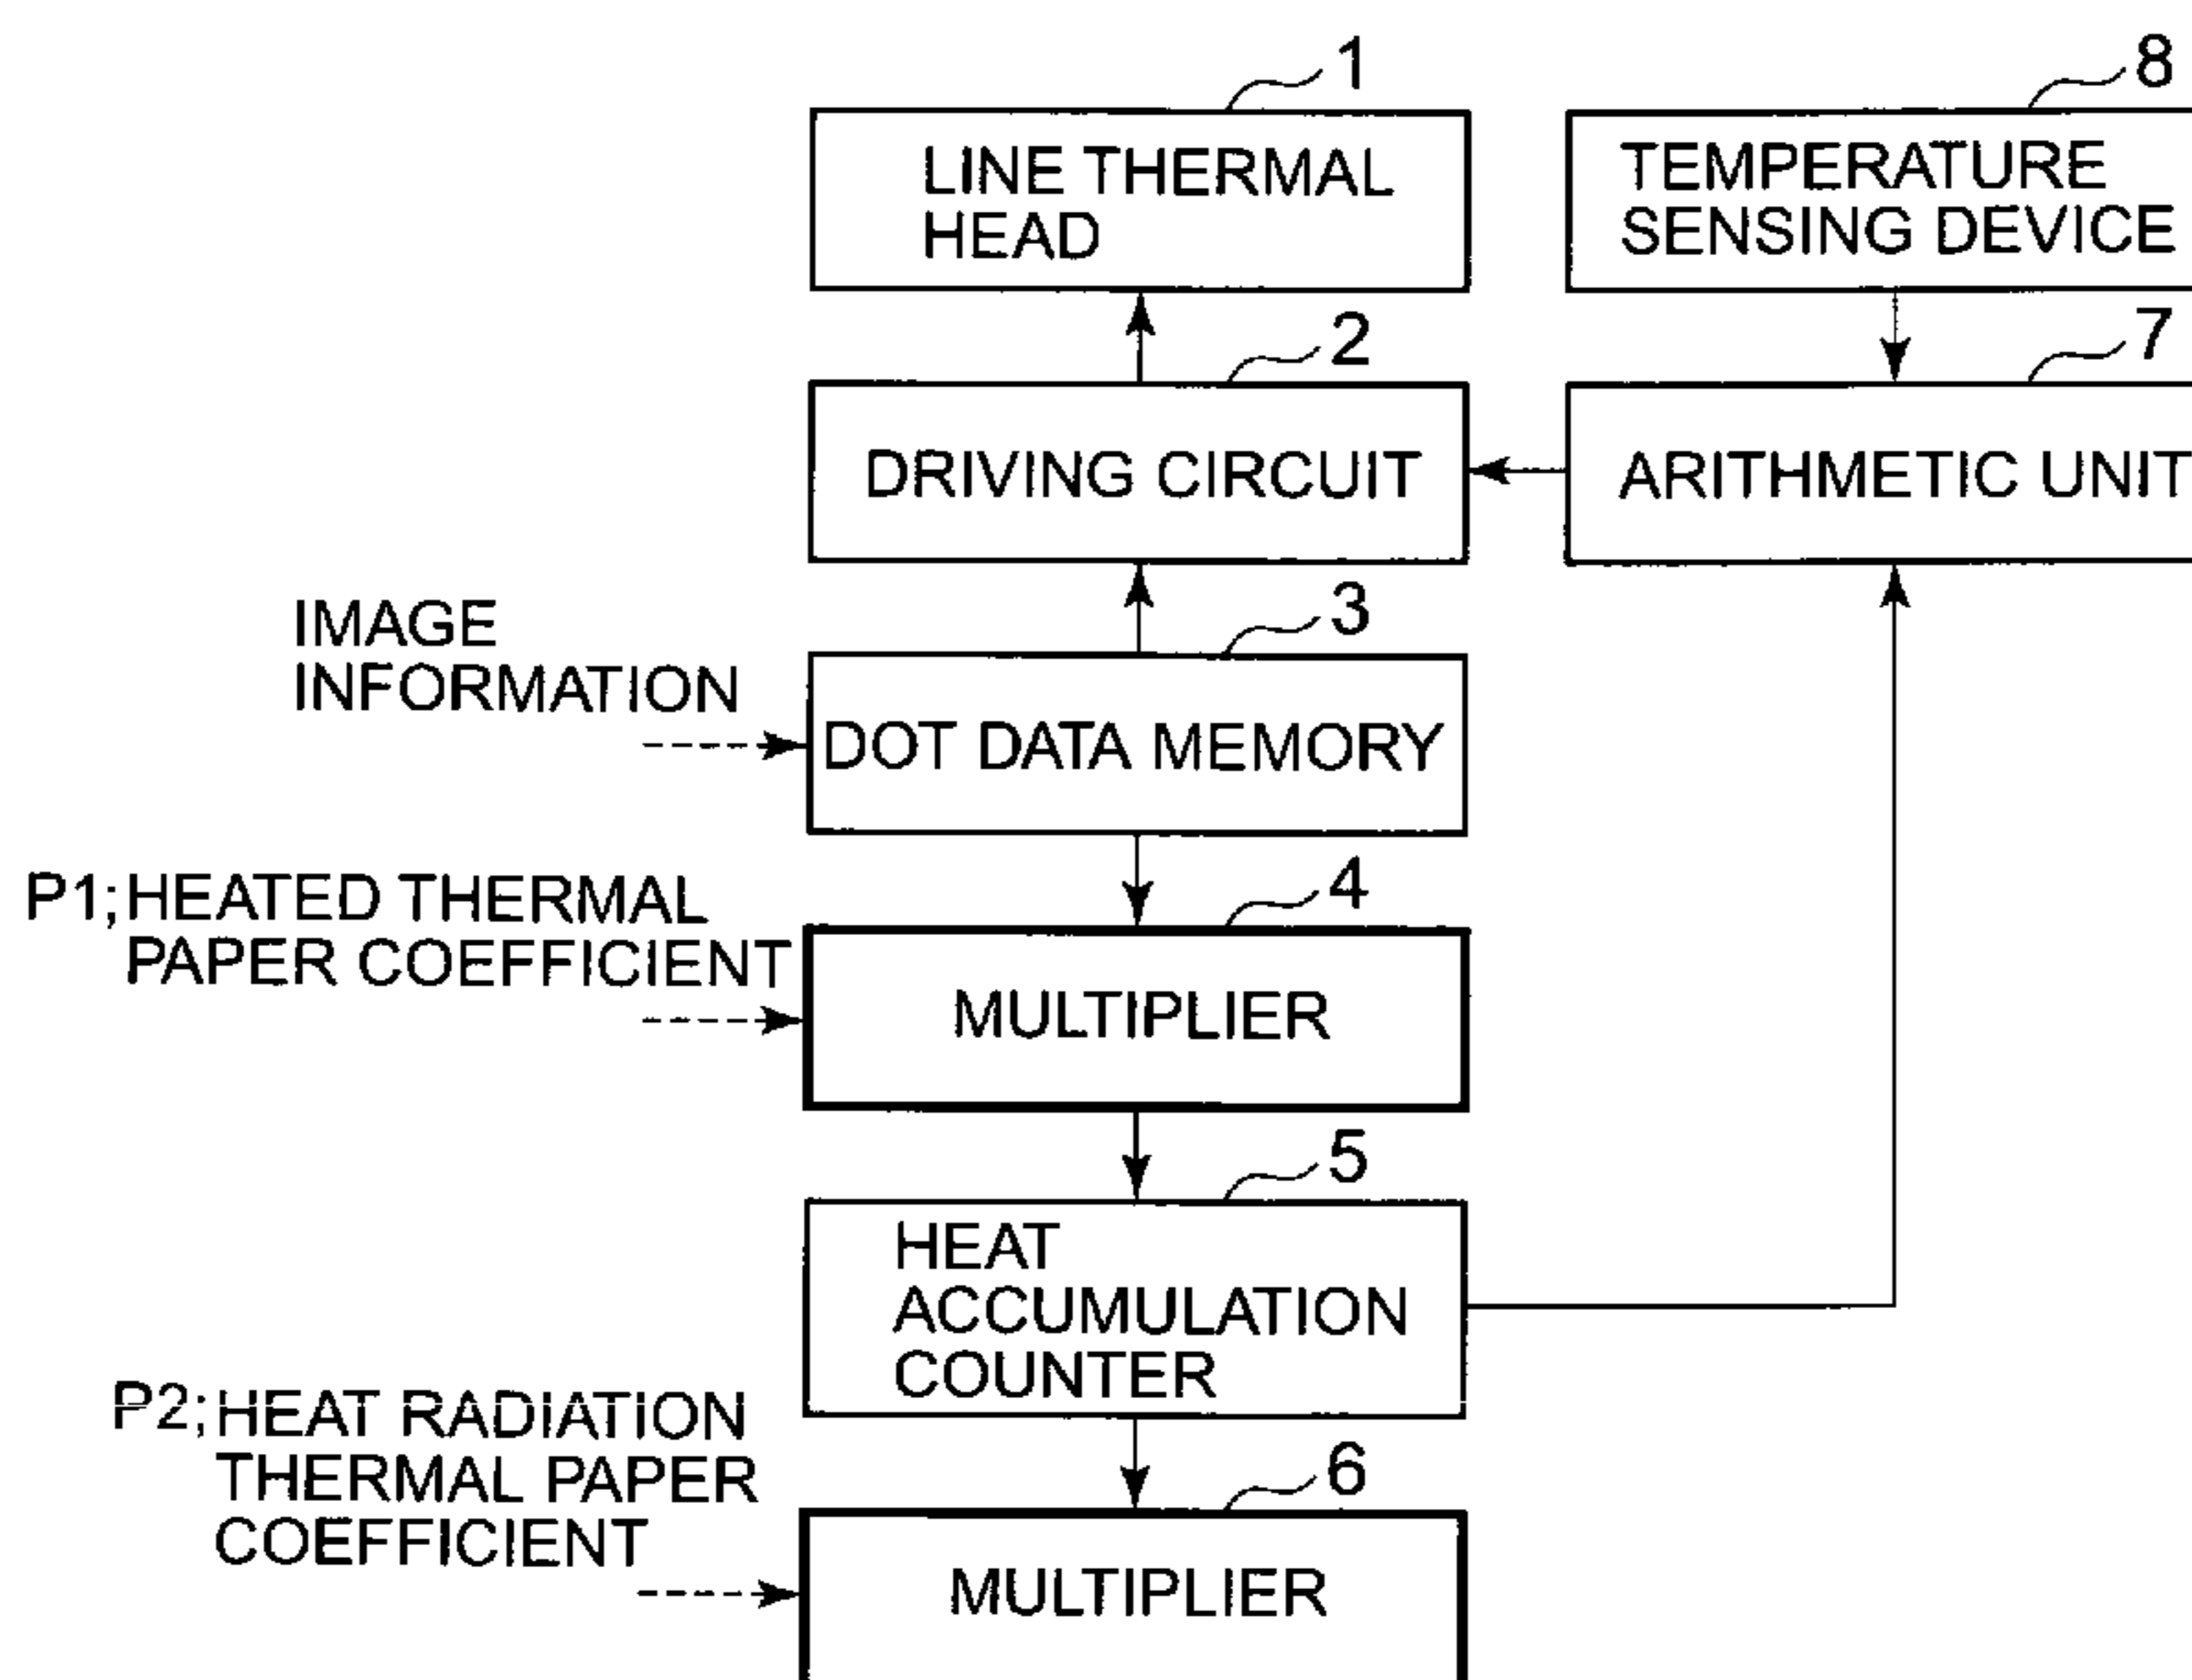 1
LINE THERMAL
HEAD
8
TEMPERATURE
SENSING DEVICE
2
DRIVING CIRCUIT
7
ARITHMETIC UNIT
IMAGE
INFORMATION
3
DOT DATA MEMORY
P1;HEATED THERMAL
PAPER COEFFICIENT
4
MULTIPLIER
5
HEAT
ACCUMULATION
COUNTER
P2;HEAT RADIATION
THERMAL PAPER
COEFFICIENT
6
MULTIPLIER